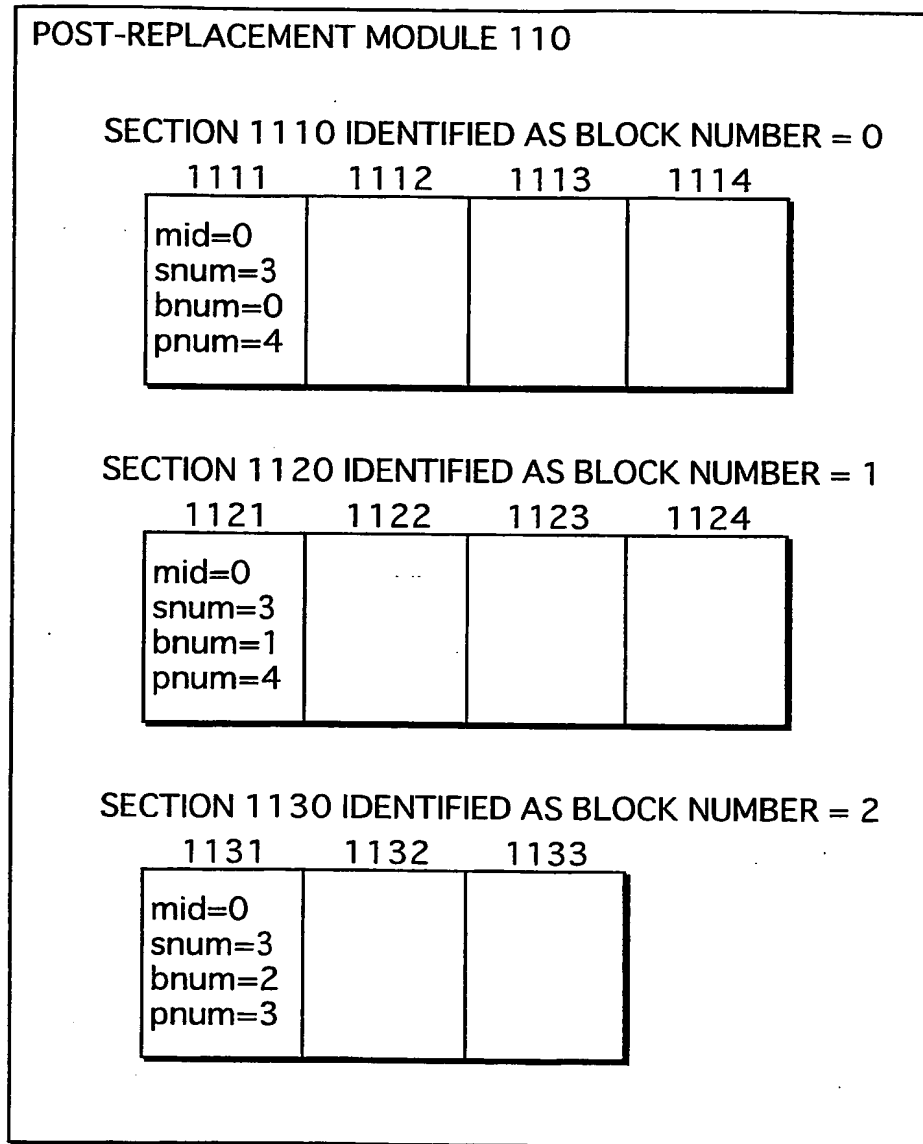 POST-REPLACEMENT MODULE 110
SECTION 1110 IDENTIFIED AS BLOCK NUMBER = 0
1111 1112 1113 1114
mid=0
snum=3
bnum=0
pnum=4
SECTION 1120 IDENTIFIED AS BLOCK NUMBER = 1
1121 1122 1123 1124
mid=0
snum=3
bnum=1
pnum=4
SECTION 1130 IDENTIFIED AS BLOCK NUMBER = 2
1131 1132 1133
mid=0
snum=3
bnum=2
pnum=3